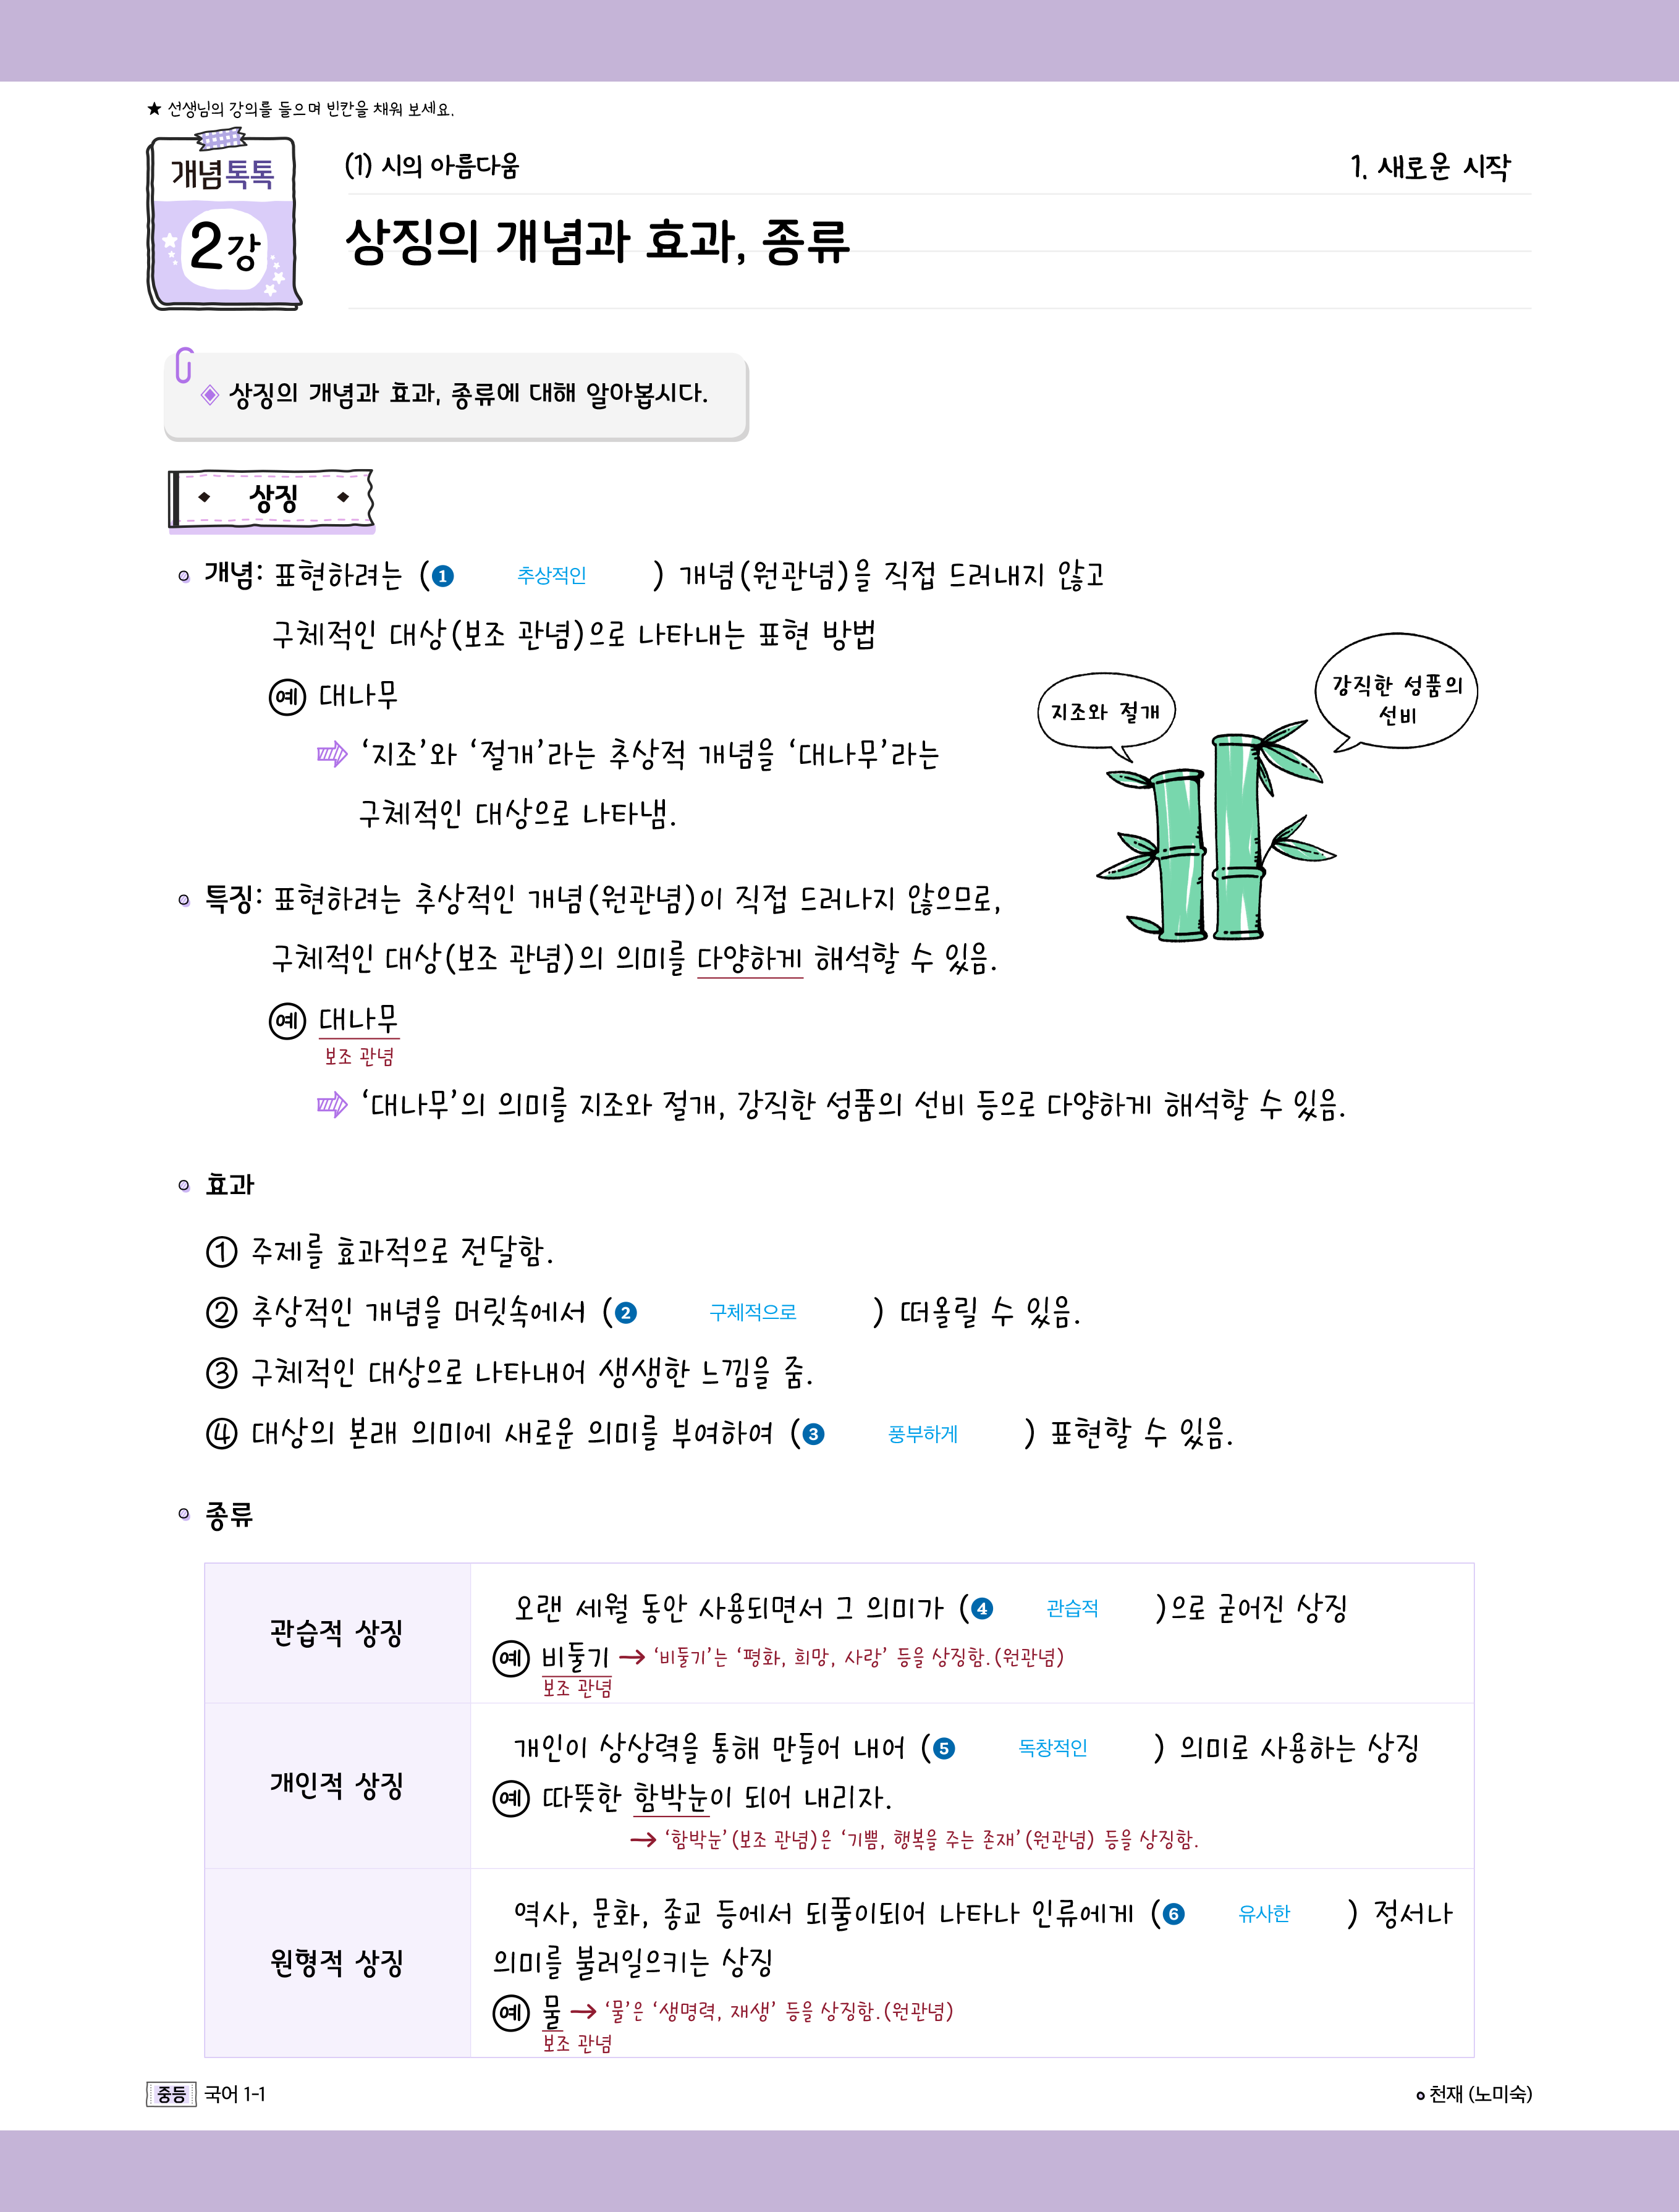 ★ 선생님의 강의를 들으며 빈칸을 채워 보세요.
개념톡톡
2강
(1) 시의 아름다움
1. 새로운 시작
상징의 개념과 효과, 종류
◈ 상징의 개념과 효과, 종류에 대해 알아봅시다.
◆ 상징 ◆
개념: 표현하려는 (❶ 추상적인 ) 개념(원관념)을 직접 드러내지 않고
구체적인 대상(보조 관념)으로 나타내는 표현 방법
예 대나무
⇨ ‘지조’와 ‘절개’라는 추상적 개념을 ‘대나무’라는
구체적인 대상으로 나타냄.
지조와 절개
강직한 성품의
선비
특징: 표현하려는 추상적인 개념(원관념)이 직접 드러나지 않으므로,
구체적인 대상(보조 관념)의 의미를 다양하게 해석할 수 있음.
예 대나무
보조 관념
⇨ ‘대나무’의 의미를 지조와 절개, 강직한 성품의 선비 등으로 다양하게 해석할 수 있음.
효과
① 주제를 효과적으로 전달함.
② 추상적인 개념을 머릿속에서 (❷ 구체적으로 ) 떠올릴 수 있음.
③ 구체적인 대상으로 나타내어 생생한 느낌을 줌.
④ 대상의 본래 의미에 새로운 의미를 부여하여 (❸ 풍부하게 ) 표현할 수 있음.
종류
관습적 상징
오랜 세월 동안 사용되면서 그 의미가 (❹ 관습적 )으로 굳어진 상징
예 비둘기 → ‘비둘기’는 ‘평화, 희망, 사랑’ 등을 상징함.(원관념)
보조 관념
개인적 상징
개인이 상상력을 통해 만들어 내어 (❺ 독창적인 ) 의미로 사용하는 상징
예 따뜻한 함박눈이 되어 내리자.
→ ‘함박눈’(보조 관념)은 ‘기쁨, 행복을 주는 존재’(원관념) 등을 상징함.
원형적 상징
역사, 문화, 종교 등에서 되풀이되어 나타나 인류에게 (❻ 유사한 ) 정서나
의미를 불러일으키는 상징
예 물 → ‘물’은 ‘생명력, 재생’ 등을 상징함.(원관념)
보조 관념
중등 국어 1-1
천재 (노미숙)